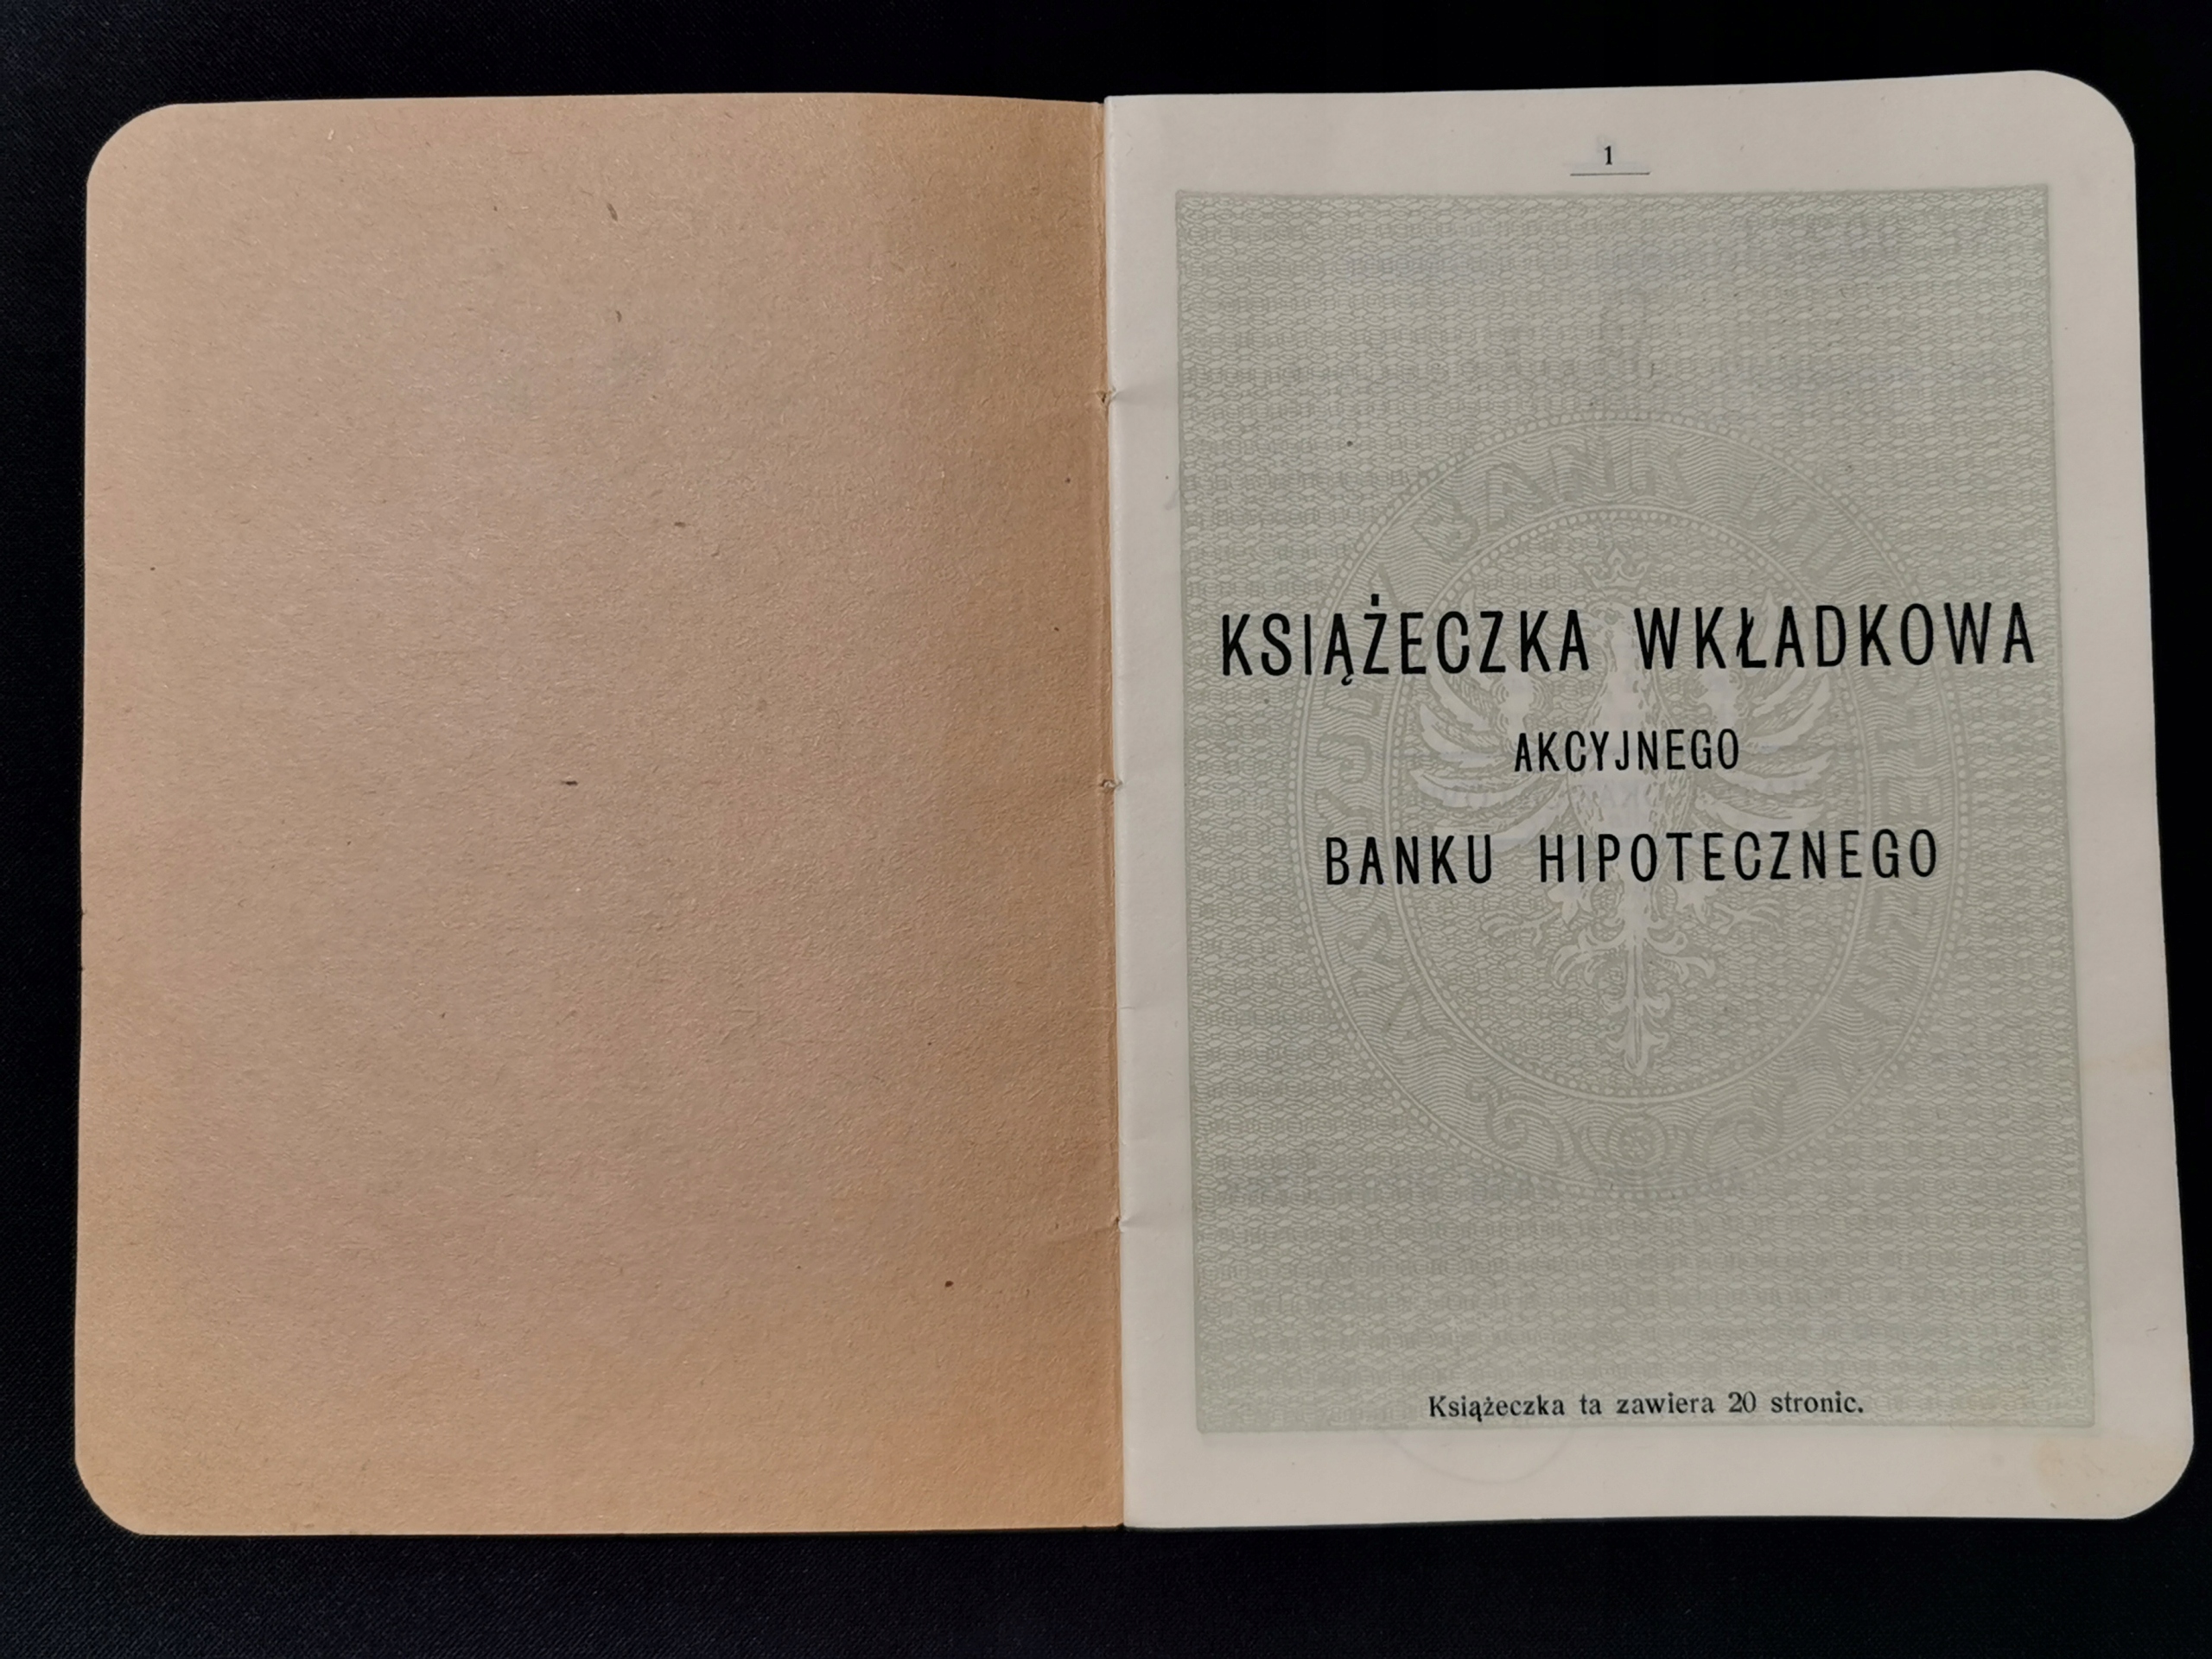 1
KSIĄŻECZKA WKŁADKOWA
AKCYJNEGO
BANKU HIPOTECZNEGO
Książeczka ta zawiera 20 stronic.